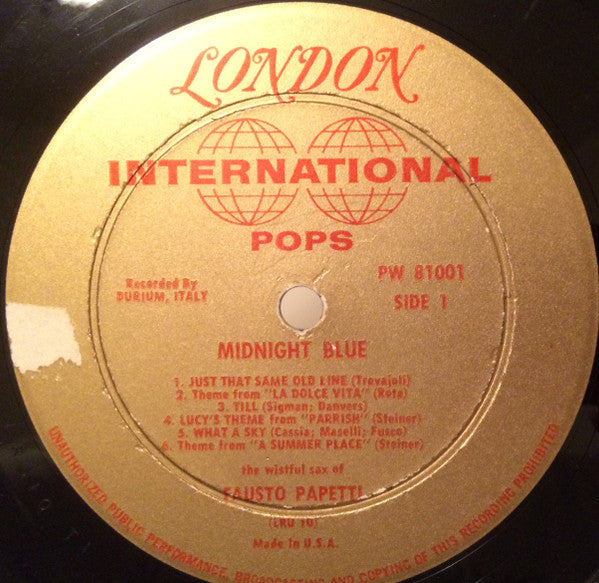 LONDON
INTERNATIONAL
POPS
Recorded By
DURIUM, ITALY
PW 81001
SIDE 1
MIDNIGHT BLUE
1. JUST THAT SAME OLD LINE (Trovajoli)
2. Theme from "LA DOLCE VITA" (Rota)
3. TILL (Sigman; Danvers)
4. LUCY'S THEME from "PARRISH" (Steiner)
5. WHAT A SKY (Cassia; Maselli; Fusco)
6. Theme from "A SUMMER PLACE" (Steiner)
the wistful sax of
FAUSTO PAPETTI
(LRU 10)
Made in U.S.A.
UNAUTHORIZED PUBLIC PERFORMANCE, BROADCASTING AND COPYING OF THIS RECORDING PROHIBITED